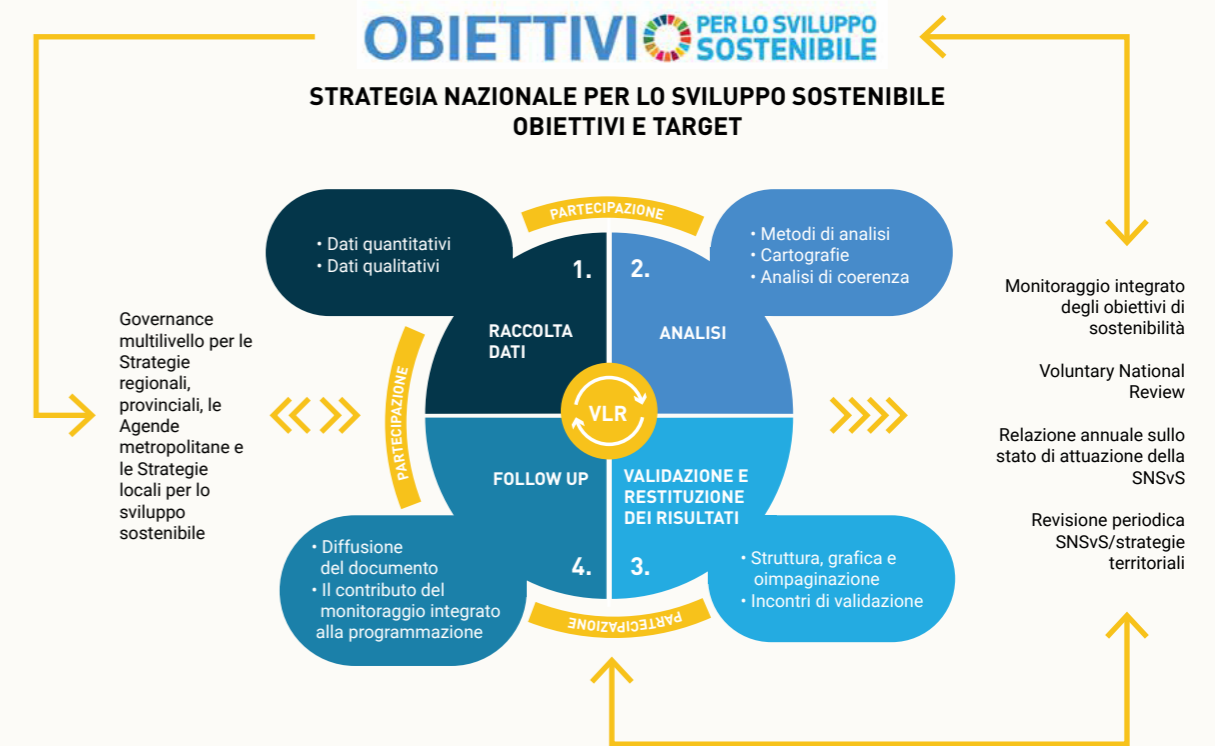 OBIETTIVI PER LO SVILUPPO
SOSTENIBILE
STRATEGIA NAZIONALE PER LO SVILUPPO SOSTENIBILE
OBIETTIVI E TARGET
PARTECIPAZIONE
• Dati quantitativi
• Dati qualitativi
• Metodi di analisi
• Cartografie
• Analisi di coerenza
1.
2.
RACCOLTA
DATI
ANALISI
Governance
multilivello per le
Strategie
regionali,
provinciali, le
Agende
metropolitane e
le Strategie
locali per lo
sviluppo
sostenibile
PARTECIPAZIONE
VLR
Monitoraggio integrato
degli obiettivi di
sostenibilità
Voluntary National
Review
Relazione annuale sullo
stato di attuazione della
SNSvS
Revisione periodica
SNSvS/strategie
territoriali
FOLLOW UP
VALIDAZIONE E
RESTITUZIONE
DEI RISULTATI
4.
3.
• Diffusione
del documento
• Il contributo del
monitoraggio integrato
alla programmazione
• Struttura, grafica e
oimpaginazione
• Incontri di validazione
PARTECIPAZIONE